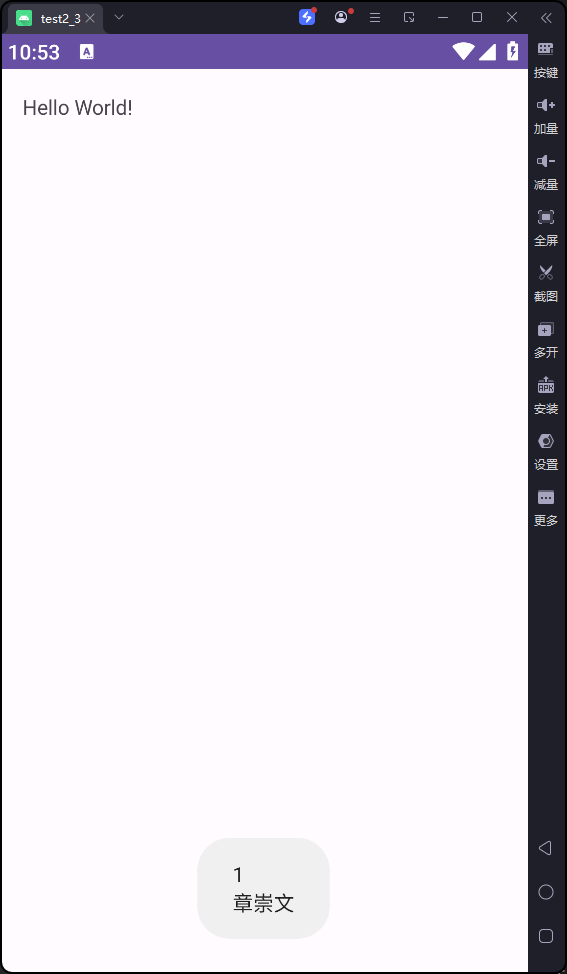 test2_3
10:53
A
Hello World!
1
章崇文
按键
加量
减量
全屏
截图
多开
APK
安装
设置
更多